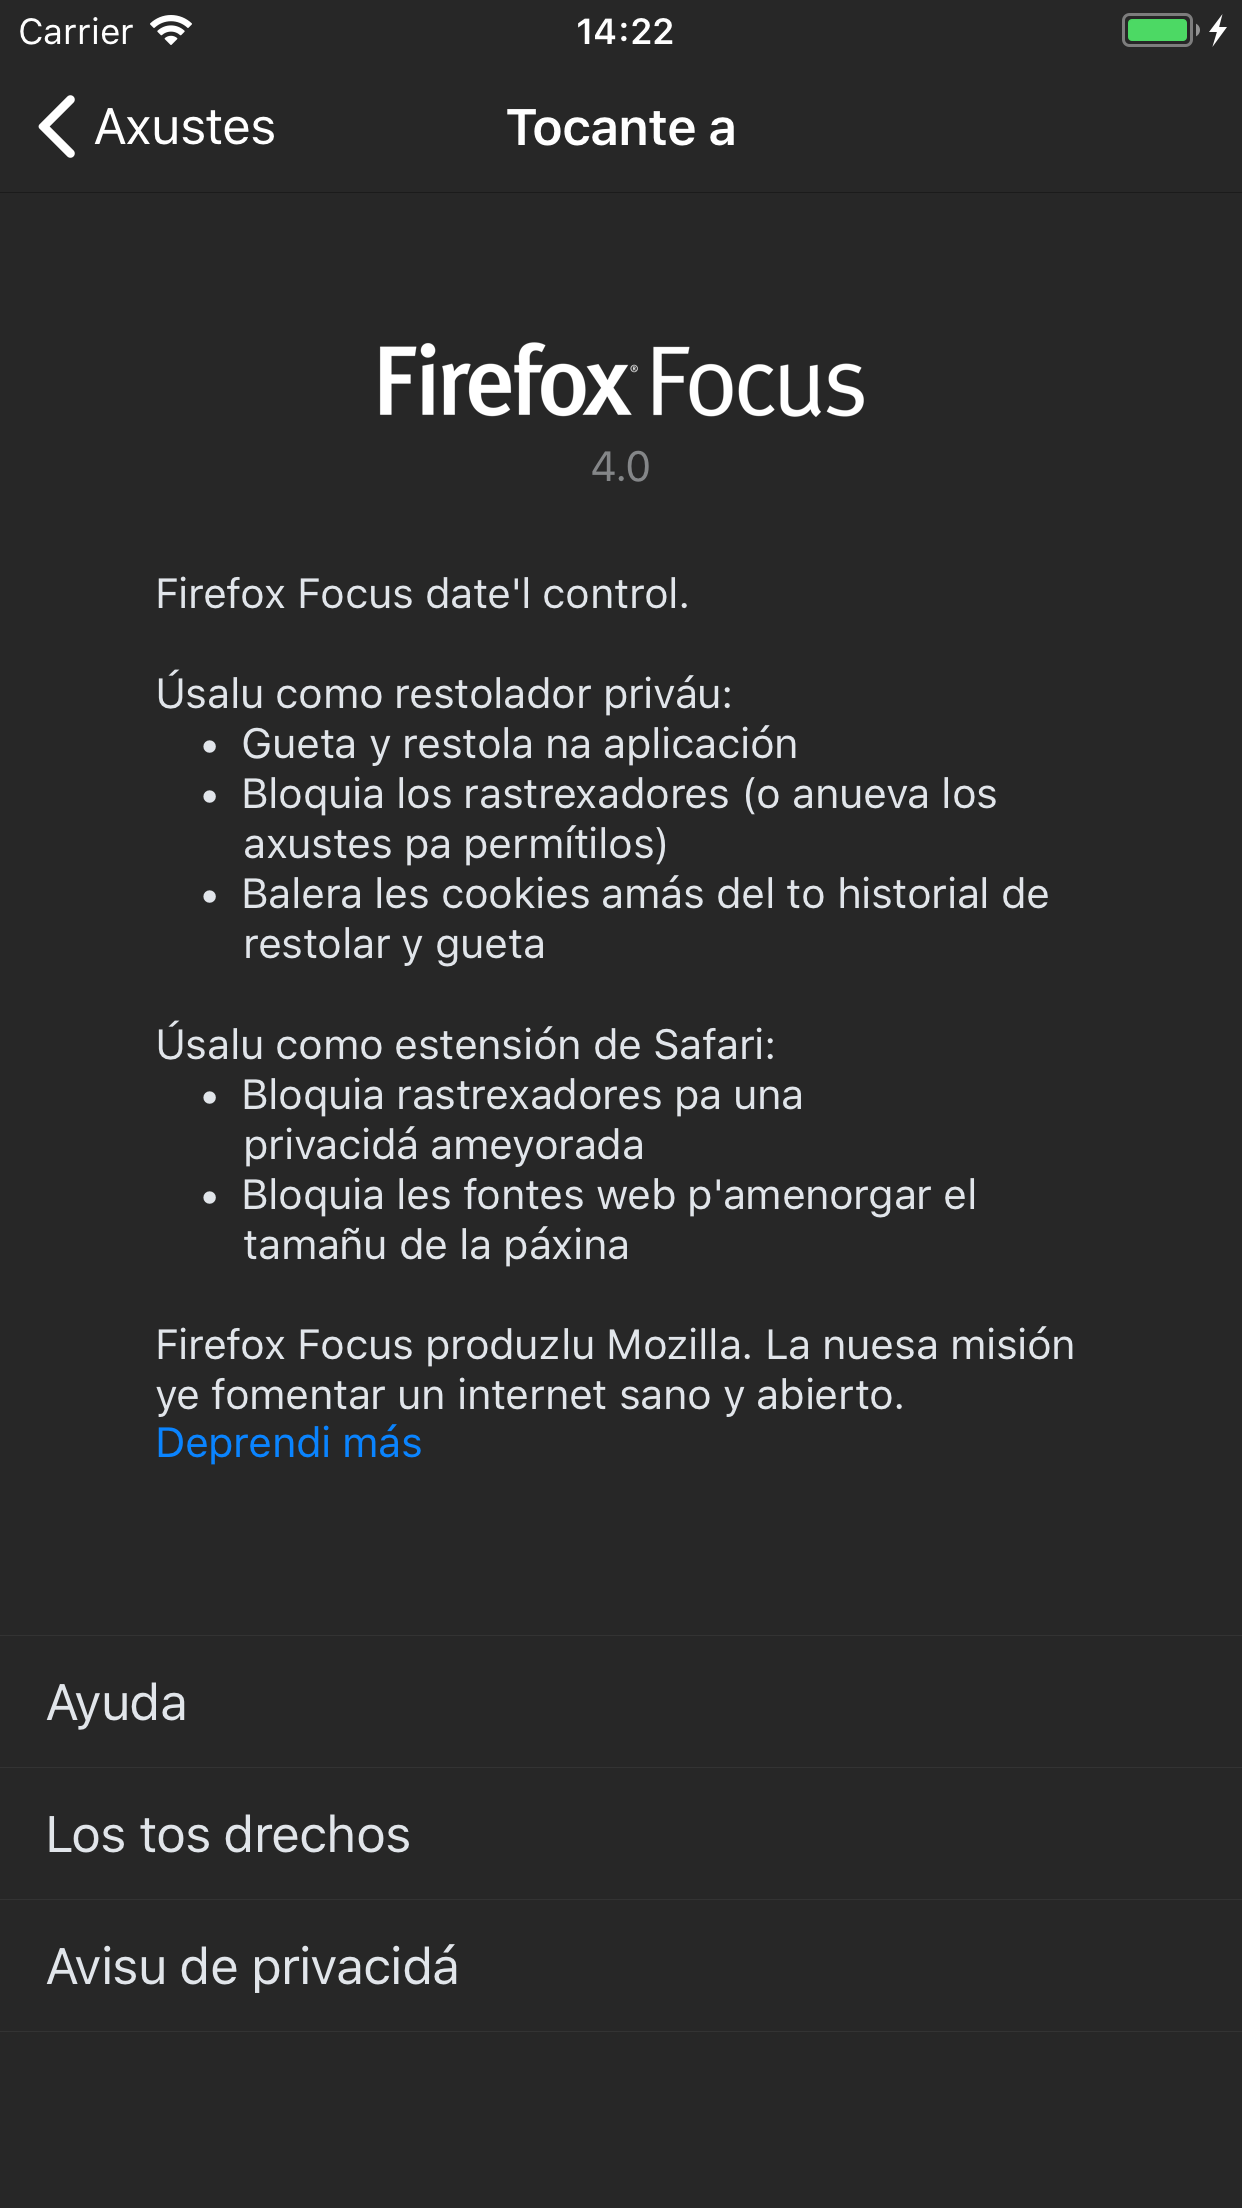 Carrier 14:22
Axustes Tocante a
Firefox® Focus
4.0
Firefox Focus date'l control.
Úsalu como restolador priváu:
• Gueta y restola na aplicación
• Bloquia los rastrexadores (o anueva los
axustes pa permítilos)
• Balera les cookies amás del to historial de
restolar y gueta
Úsalu como estensión de Safari:
• Bloquia rastrexadores pa una
privacidá ameyorada
• Bloquia les fontes web p'amenorgar el
tamañu de la páxina
Firefox Focus produzlu Mozilla. La nuesa misión
ye fomentar un internet sano y abierto.
Deprendi más
Ayuda
Los tos drechos
Avisu de privacidá